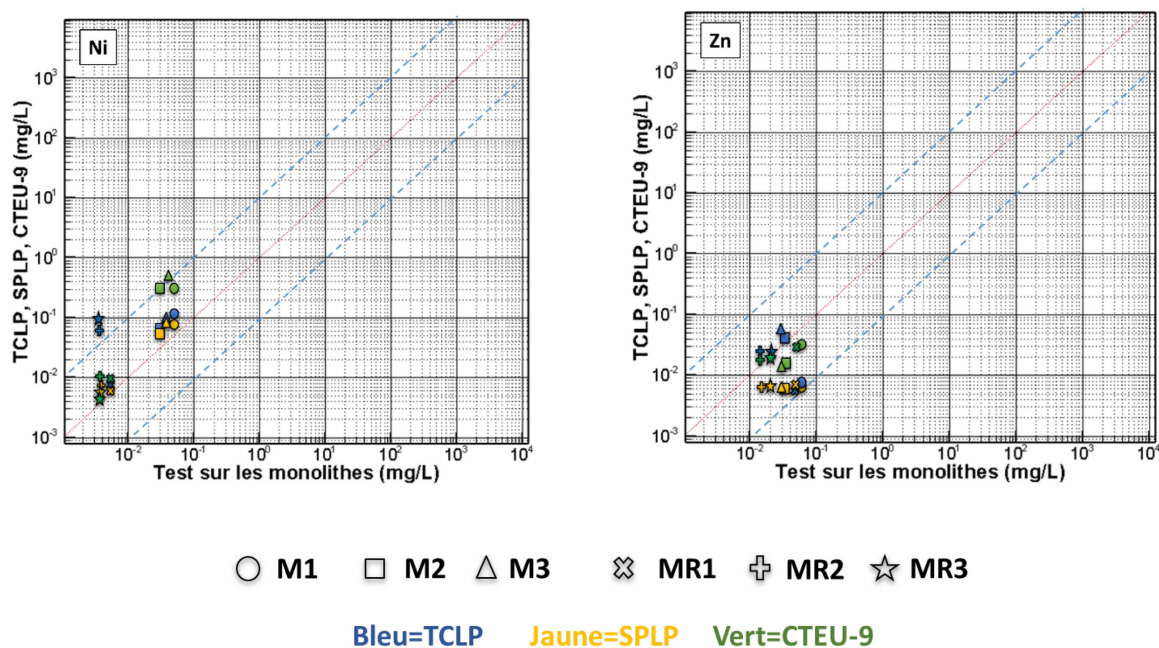 Ni
TCLP, SPLP, CTEU-9 (mg/L)
10³
10²
10¹
10⁰
10⁻¹
10⁻²
10⁻³
10⁻² 10⁻¹ 10⁰ 10¹ 10² 10³ 10⁴
Test sur les monolithes (mg/L)
Zn
TCLP, SPLP, CTEU-9 (mg/L)
10³
10²
10¹
10⁰
10⁻¹
10⁻²
10⁻³
10⁻² 10⁻¹ 10⁰ 10¹ 10² 10³ 10⁴
Test sur les monolithes (mg/L)
M1 M2 M3 MR1 MR2 MR3
Bleu=TCLP Jaune=SPLP Vert=CTEU-9